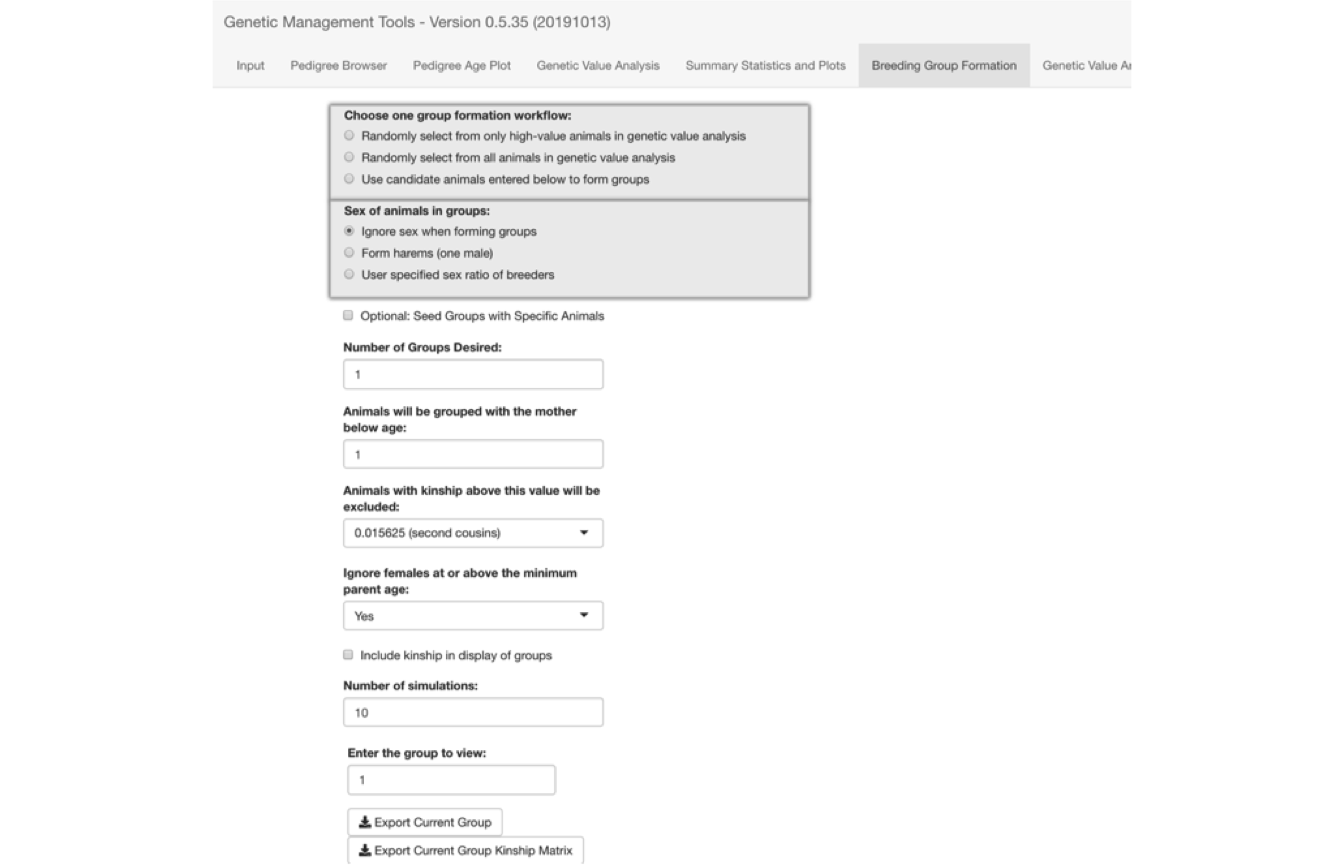 Genetic Management Tools - Version 0.5.35 (20191013)
Input Pedigree Browser Pedigree Age Plot Genetic Value Analysis Summary Statistics and Plots Breeding Group Formation Genetic Value
Choose one group formation workflow:
Randomly select from only high-value animals in genetic value analysis
Randomly select from all animals in genetic value analysis
Use candidate animals entered below to form groups
Sex of animals in groups:
Ignore sex when forming groups
Form harems (one male)
User specified sex ratio of breeders
Optional: Seed Groups with Specific Animals
Number of Groups Desired:
1
Animals will be grouped with the mother
below age:
1
Animals with kinship above this value will be
excluded:
0.015625 (second cousins)
Ignore females at or above the minimum
parent age:
Yes
Include kinship in display of groups
Number of simulations:
10
Enter the group to view:
1
Export Current Group
Export Current Group Kinship Matrix